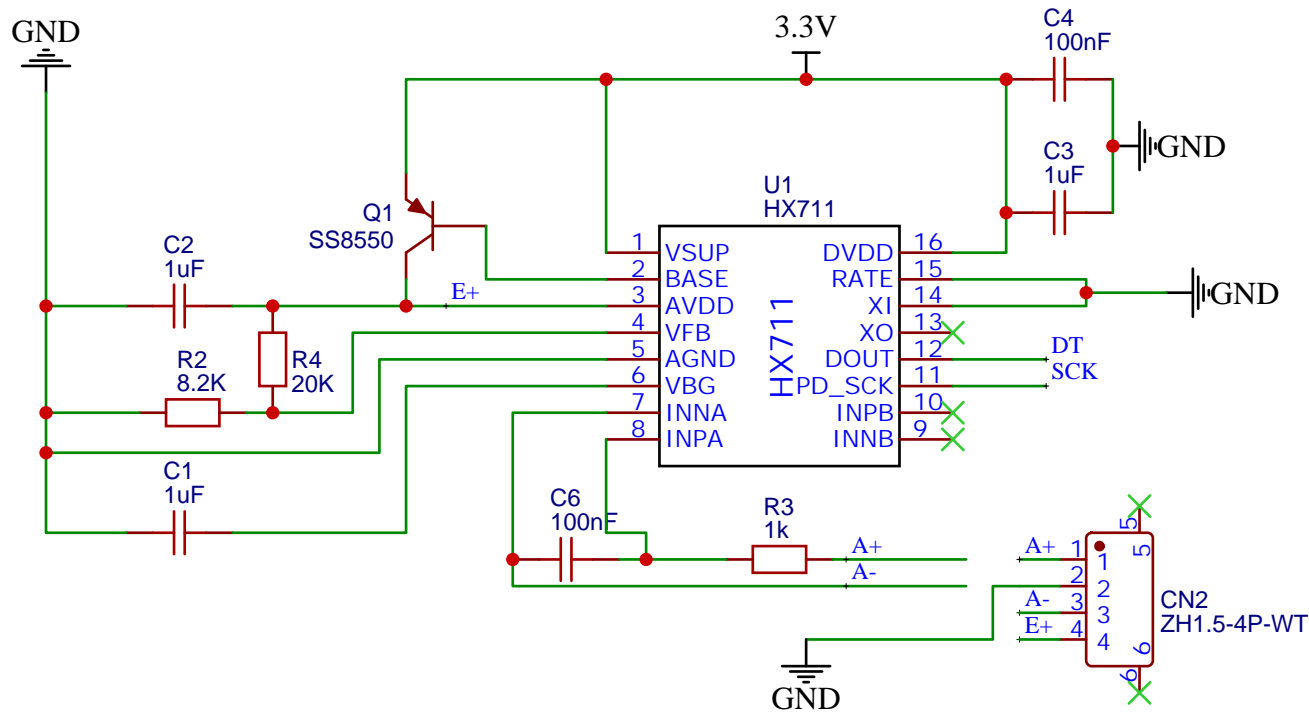 GND
3.3V
C4
100nF
GND
C3
1uF
U1
HX711
Q1
SS8550
C2
1uF
E+
R2
8.2K
R4
20K
C1
1uF
1 VSUP
2 BASE
3 AVDD
4 VFB
5 AGND
6 VBG
7 INNA
8 INPA
HX711
DVDD 16
RATE 15
XI 14
XO 13
DOUT 12
PD_SCK 11
INPB 10
INNB 9
GND
DT
SCK
C6
100nF
R3
1k
A+
A-
GND
A+
A-
E+
1
2
3
4
1
2
3
4
5
5
6
6
CN2
ZH1.5-4P-WT